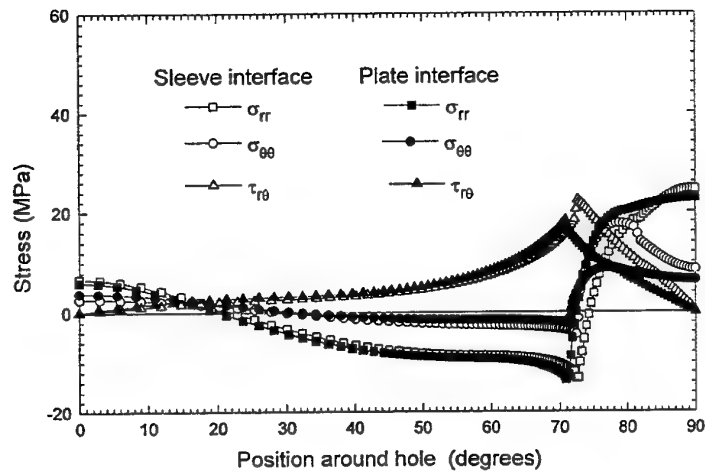 60
40
20
0
-20
Stress (MPa)
Sleeve interface
Plate interface
σrr
σrr
σθθ
σθθ
τrθ
τrθ
0 10 20 30 40 50 60 70 80 90
Position around hole (degrees)